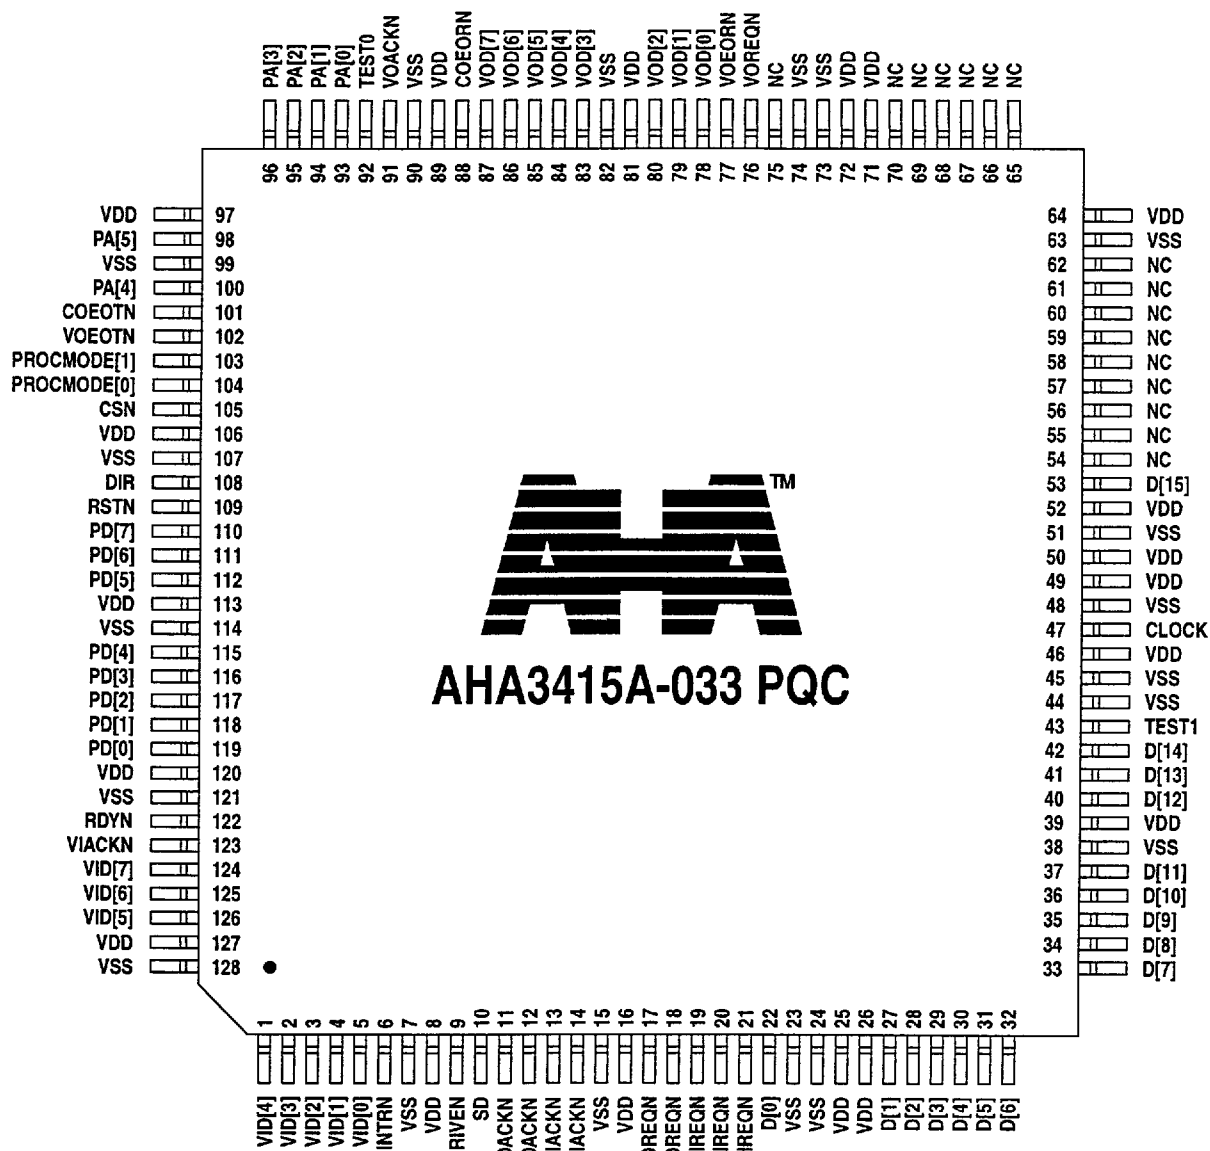 PA[3] PA[2] PA[1] PA[0] TEST0 VOACKN VSS VDD COEORN VOD[7] VOD[6] VOD[5] VOD[4] VOD[3] VSS VDD VOD[2] VOD[1] VOD[0] VOEORN VOREQN NC VSS VSS VDD VDD NC NC NC NC NC NC
96 95 94 93 92 91 90 89 88 87 86 85 84 83 82 81 80 79 78 77 76 75 74 73 72 71 70 69 68 67 66 65
VDD 97
PA[5] 98
VSS 99
PA[4] 100
COEOTN 101
VOEOTN 102
PROCMODE[1] 103
PROCMODE[0] 104
CSN 105
VDD 106
VSS 107
DIR 108
RSTN 109
PD[7] 110
PD[6] 111
PD[5] 112
VDD 113
VSS 114
PD[4] 115
PD[3] 116
PD[2] 117
PD[1] 118
PD[0] 119
VDD 120
VSS 121
RDYN 122
VIACKN 123
VID[7] 124
VID[6] 125
VID[5] 126
VDD 127
VSS 128
AHA TM
AHA3415A-033 PQC
64 VDD
63 VSS
62 NC
61 NC
60 NC
59 NC
58 NC
57 NC
56 NC
55 NC
54 NC
53 D[15]
52 VDD
51 VSS
50 VDD
49 VDD
48 VSS
47 CLOCK
46 VDD
45 VSS
44 VSS
43 TEST1
42 D[14]
41 D[13]
40 D[12]
39 VDD
38 VSS
37 D[11]
36 D[10]
35 D[9]
34 D[8]
33 D[7]
1 2 3 4 5 6 7 8 9 10 11 12 13 14 15 16 17 18 19 20 21 22 23 24 25 26 27 28 29 30 31 32
VID[4] VID[3] VID[2] VID[1] VID[0] INTRN VSS VDD RIVEN SD VSS VDD D[0] VSS VSS VDD VDD D[1] D[2] D[3] D[4] D[5] D[6]